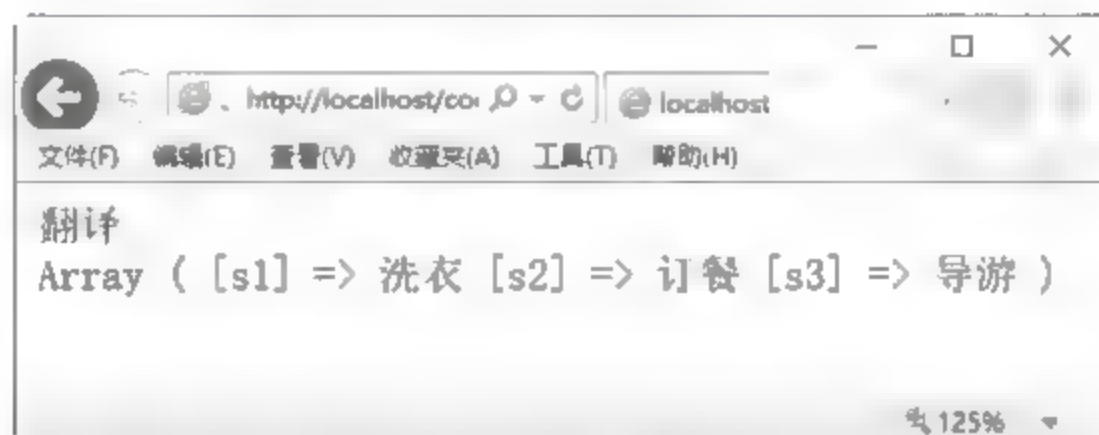 http://localhost/co
localhost
文件(F) 编辑(E) 查看(V) 收藏夹(A) 工具(T) 帮助(H)
翻译
Array ( [s1] => 洗衣 [s2] => 订餐 [s3] => 导游 )
125%